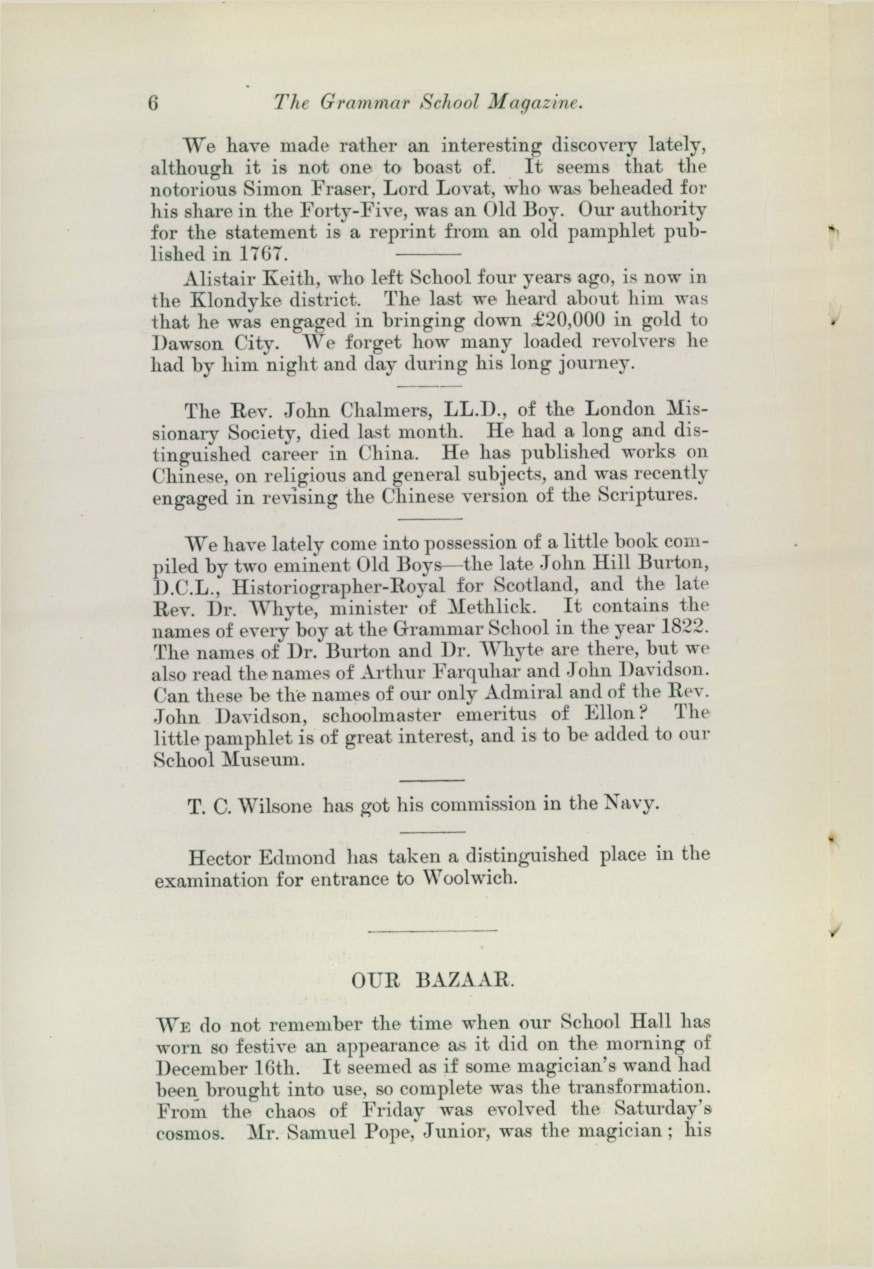 6 The Grammar School Magazine.
We have made rather an interesting discovery lately,
although it is not one to boast of. It seems that the
notorious Simon Fraser, Lord Lovat, who was beheaded for
his share in the Forty-Five, was an Old Boy. Our authority
for the statement is a reprint from an old pamphlet pub-
lished in 1767.
Alistair Keith, who left School four years ago, is now in
the Klondyke district. The last we heard about him was
that he was engaged in bringing down £20,000 in gold to
Dawson City. We forget how many loaded revolvers he
had by him night and day during his long journey.
The Rev. John Chalmers, LL.D., of the London Mis-
sionary Society, died last month. He had a long and dis-
tinguished career in China. He has published works on
Chinese, on religious and general subjects, and was recently
engaged in revising the Chinese version of the Scriptures.
We have lately come into possession of a little book com-
piled by two eminent Old Boys—the late John Hill Burton,
D.C.L., Historiographer-Royal for Scotland, and the late
Rev. Dr. Whyte, minister of Methlick. It contains the
names of every boy at the Grammar School in the year 1822.
The names of Dr. Burton and Dr. Whyte are there, but we
also read the names of Arthur Farquhar and John Davidson.
Can these be the names of our only Admiral and of the Rev.
John Davidson, schoolmaster emeritus of Ellon? The
little pamphlet is of great interest, and is to be added to our
School Museum.
T. C. Wilsone has got his commission in the Navy.
Hector Edmond has taken a distinguished place in the
examination for entrance to Woolwich.
OUR BAZAAR.
WE do not remember the time when our School Hall has
worn so festive an appearance as it did on the morning of
December 16th. It seemed as if some magician's wand had
been brought into use, so complete was the transformation.
From the chaos of Friday was evolved the Saturday's
cosmos. Mr. Samuel Pope, Junior, was the magician; his